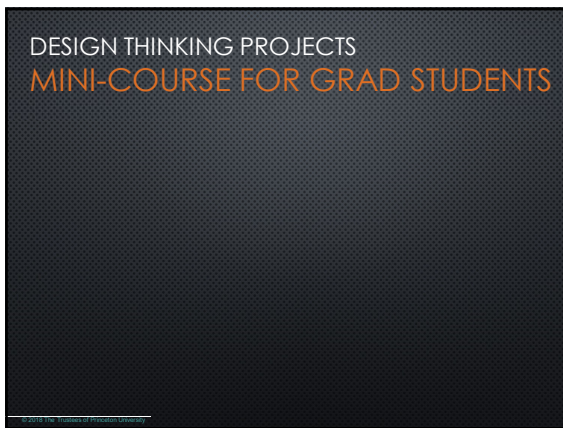 DESIGN THINKING PROJECTS
MINI-COURSE FOR GRAD STUDENTS
© 2018 The Trustees of Princeton University